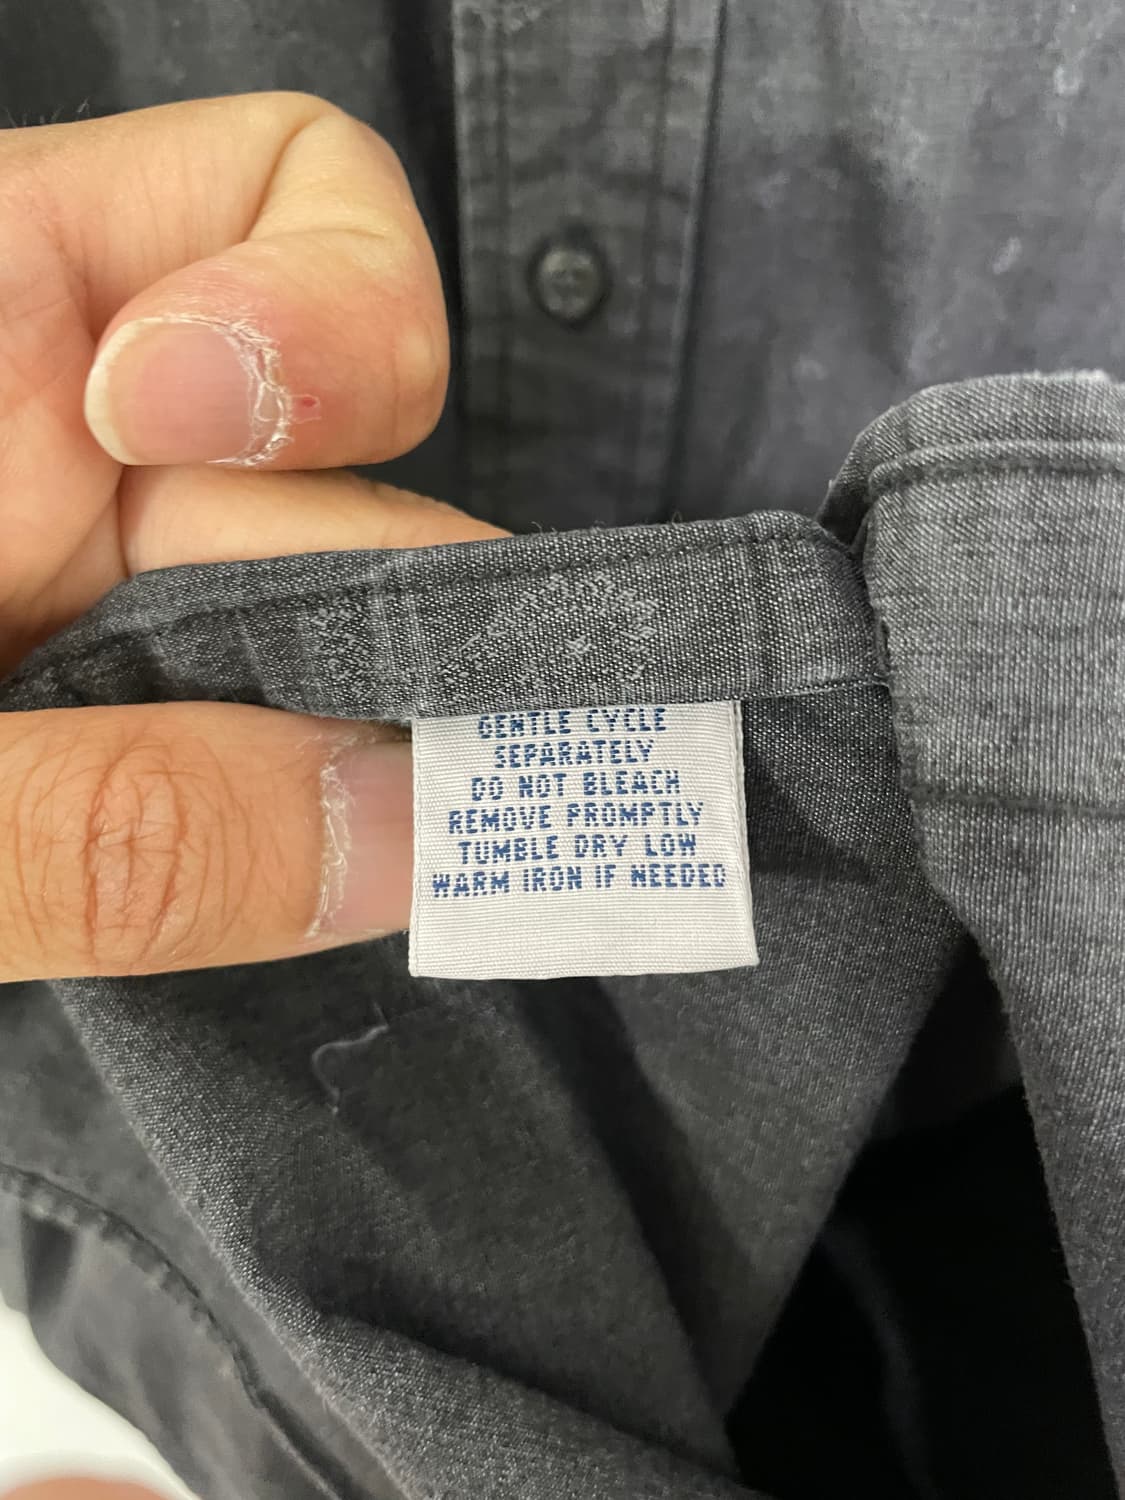 GENTLE CYCLE
SEPARATELY
DO NOT BLEACH
REMOVE PROMPTLY
TUMBLE DRY LOW
WARM IRON IF NEEDED